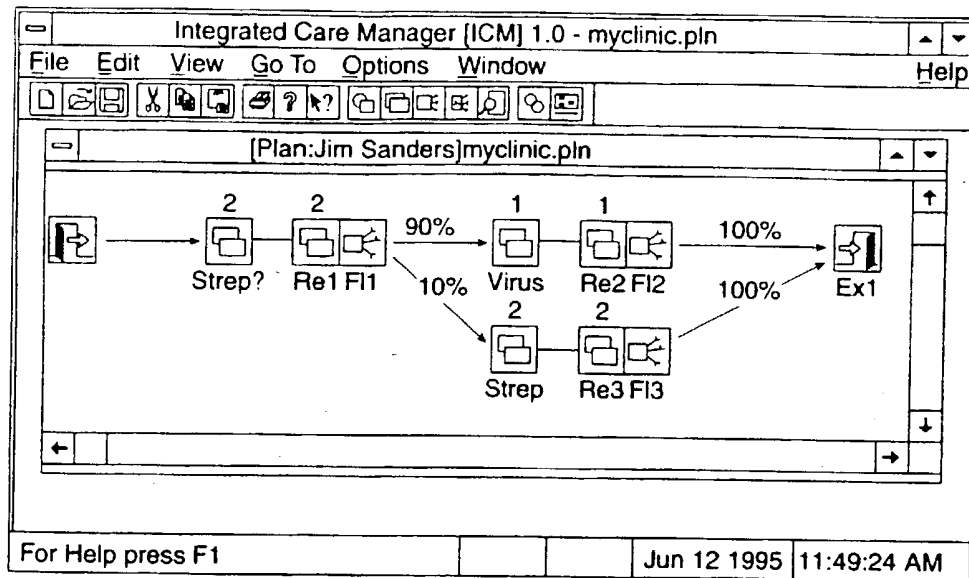 Integrated Care Manager [ICM] 1.0 - myclinic.pln
File Edit View Go To Options Window Help
? ?
[Plan:Jim Sanders]myclinic.pln
2 2 1 1
90% 100%
Strep? Re1 Fl1 Virus Re2 Fl2 Ex1
10% 100%
2 2
Strep Re3 Fl3
For Help press F1 Jun 12 1995 11:49:24 AM